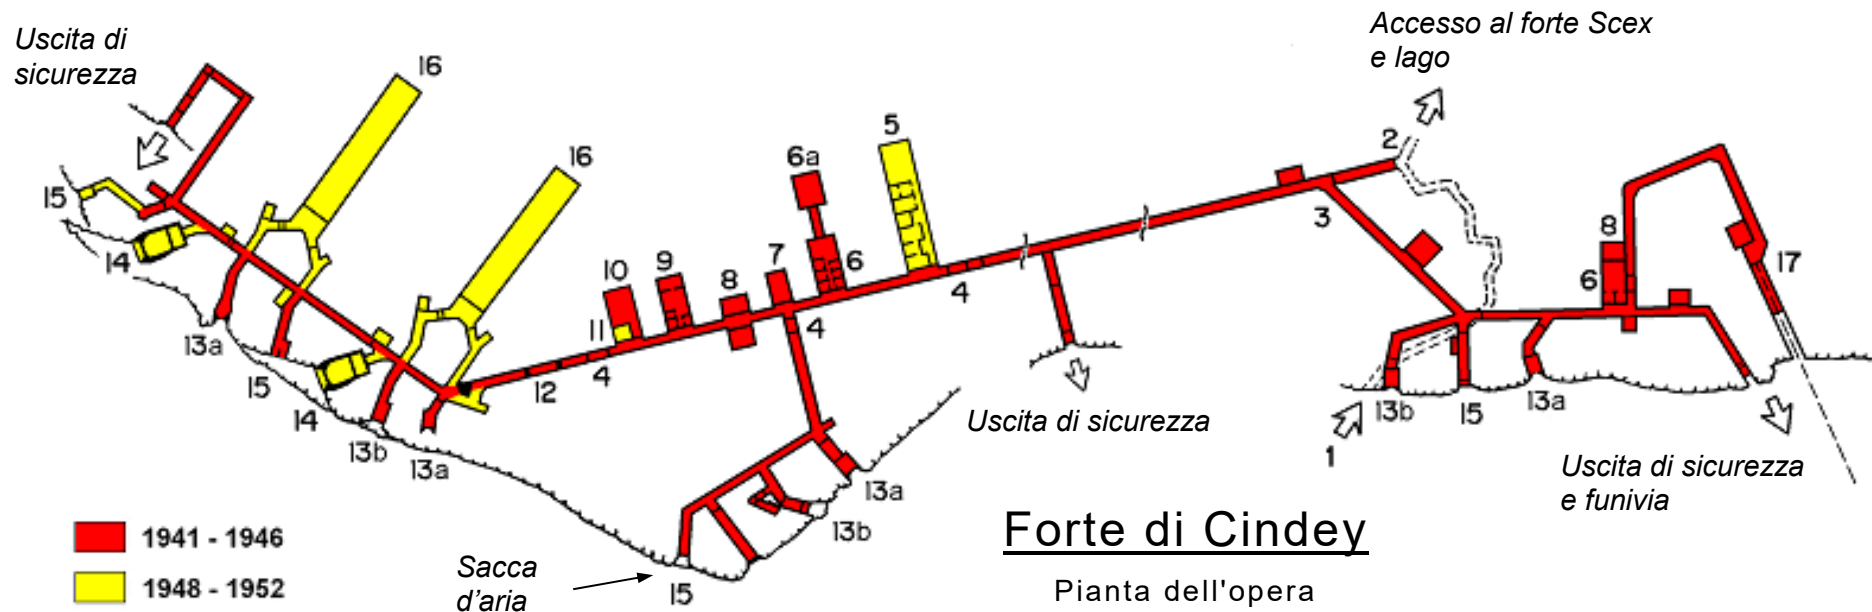 Uscita di
sicurezza
Accesso al forte Scex
e lago
16
16
6a
5
2
15
14
13a
15
14
13b
13a
12
4
11
10
9
8
7
6
4
4
3
8
6
17
13a
13b
15
Uscita di sicurezza
1
13b
15
13a
Uscita di sicurezza
e funivia
1941 - 1946
1948 - 1952
Sacca
d'aria
Forte di Cindey
Pianta dell'opera